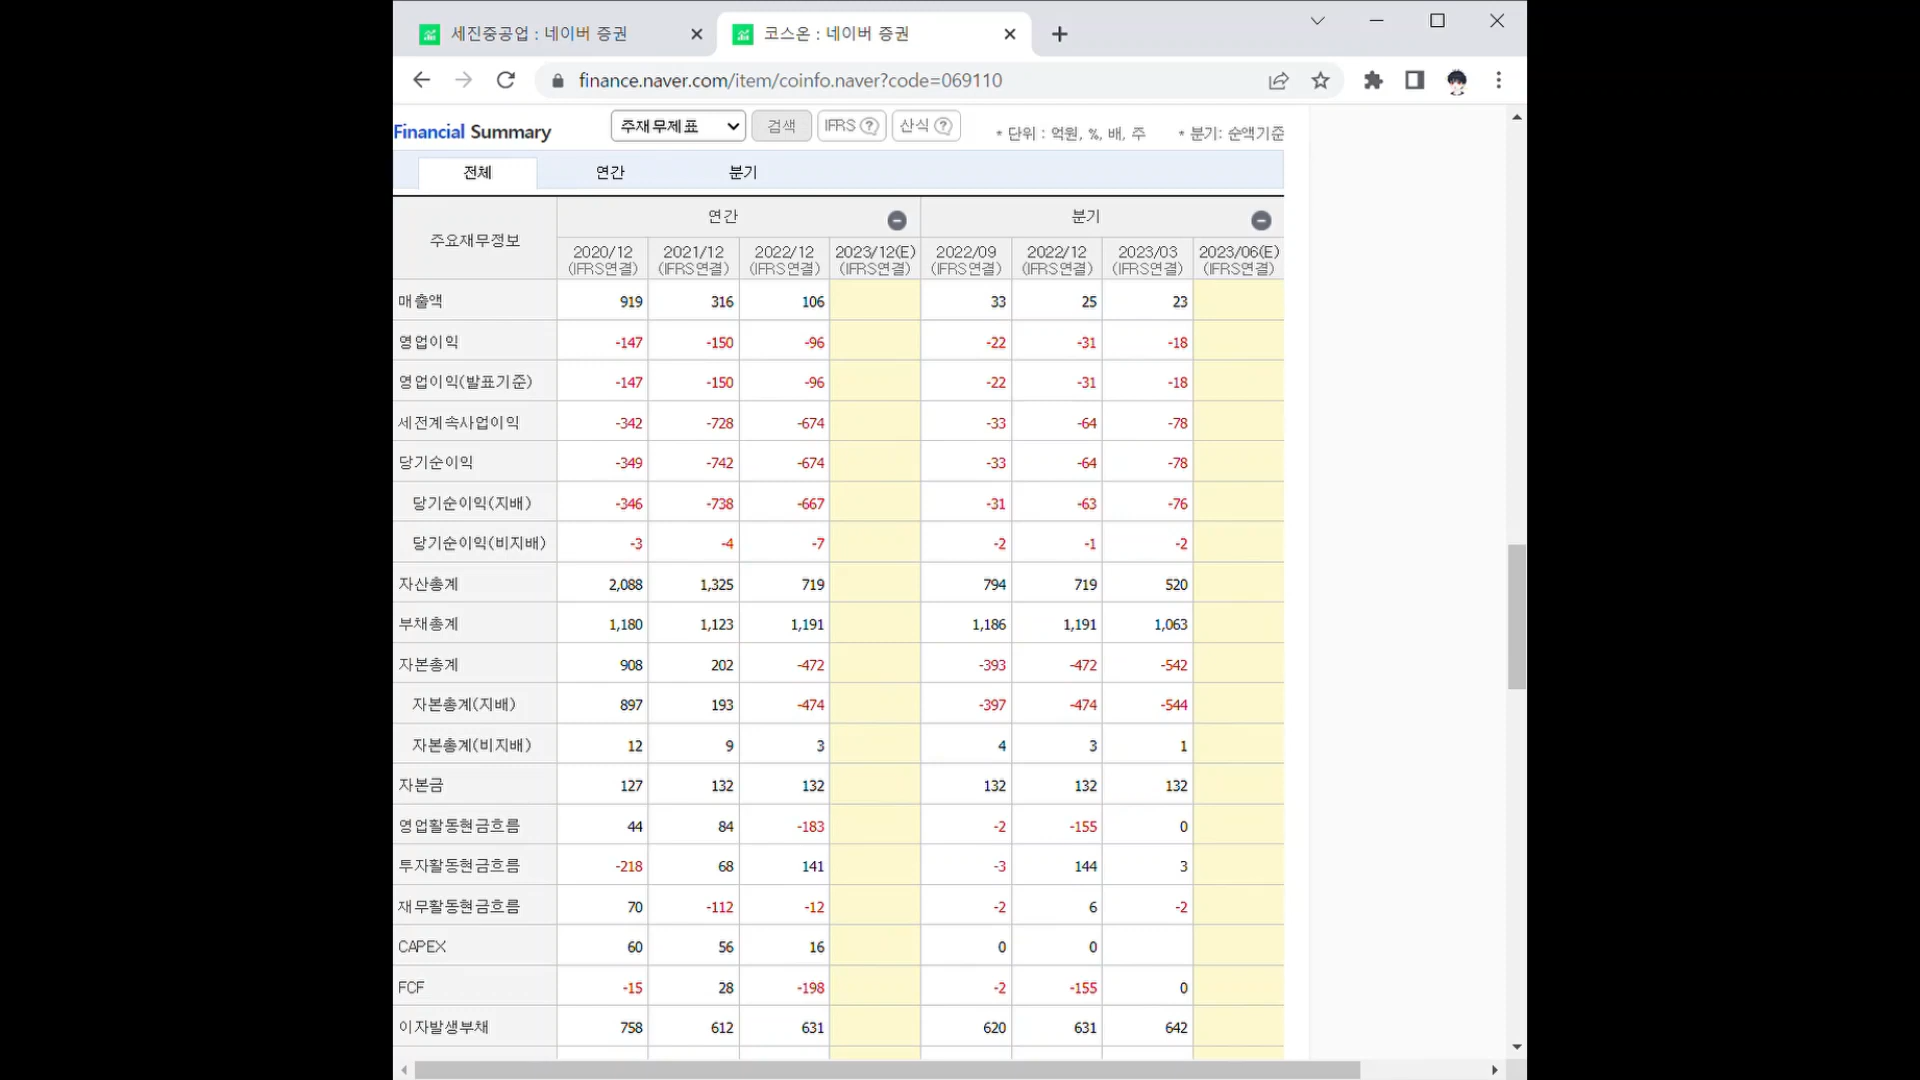 세진중공업 : 네이버 증권
코스온 : 네이버 증권
finance.naver.com/item/coinfo.naver?code=069110
Financial Summary 주재무제표 검색 IFRS ? 산식 ? * 단위 : 억원, %, 배, 주 * 분기: 순액기준
전체 연간 분기
주요재무정보 연간 분기
2020/12 2021/12 2022/12 2023/12(E) 2022/09 2022/12 2023/03 2023/06(E)
(IFRS연결) (IFRS연결) (IFRS연결) (IFRS연결) (IFRS연결) (IFRS연결) (IFRS연결) (IFRS연결)
매출액 919 316 106 33 25 23
영업이익 -147 -150 -96 -22 -31 -18
영업이익(발표기준) -147 -150 -96 -22 -31 -18
세전계속사업이익 -342 -728 -674 -33 -64 -78
당기순이익 -349 -742 -674 -33 -64 -78
당기순이익(지배) -346 -738 -667 -31 -63 -76
당기순이익(비지배) -3 -4 -7 -2 -1 -2
자산총계 2,088 1,325 719 794 719 520
부채총계 1,180 1,123 1,191 1,186 1,191 1,063
자본총계 908 202 -472 -393 -472 -542
자본총계(지배) 897 193 -474 -397 -474 -544
자본총계(비지배) 12 9 3 4 3 1
자본금 127 132 132 132 132 132
영업활동현금흐름 44 84 -183 -2 -155 0
투자활동현금흐름 -218 68 141 -3 144 3
재무활동현금흐름 70 -112 -12 -2 6 -2
CAPEX 60 56 16 0 0
FCF -15 28 -198 -2 -155 0
이자발생부채 758 612 631 620 631 642